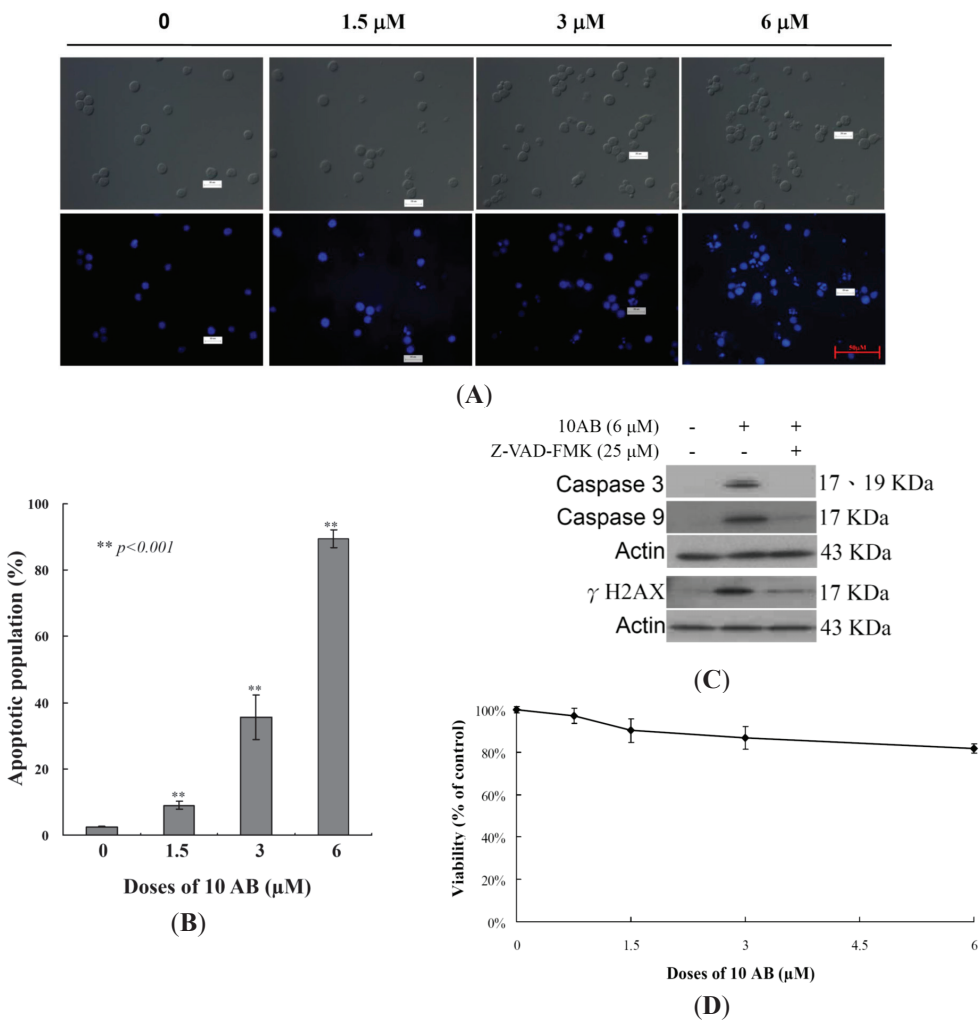 0 1.5 µM 3 µM 6 µM
50µM
(A)
10AB (6 µM) - + +
Z-VAD-FMK (25 µM) - - +
Caspase 3 17、19 KDa
Caspase 9 17 KDa
Actin 43 KDa
γ H2AX 17 KDa
Actin 43 KDa
(C)
Apoptotic population (%)
100
80
60
40
20
0
** p<0.001
**
**
**
0 1.5 3 6
Doses of 10 AB (µM)
(B)
Viability (% of control)
100%
80%
60%
40%
20%
0%
0 1.5 3 4.5 6
Doses of 10 AB (µM)
(D)